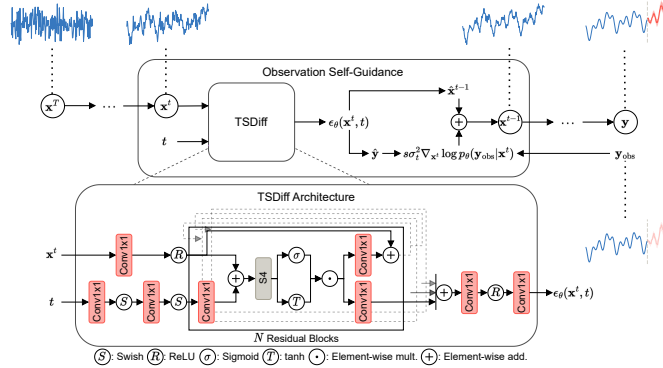 Observation Self-Guidance
x^T
...
x^t
t
TSDiff
ϵ_θ(x^t, t)
x̂^{t−1}
+
x^{t−1}
...
y
ŷ
sσ_t^2 ∇_{x^t} log p_θ(y_obs|x^t)
y_obs
TSDiff Architecture
x^t
Conv1x1
R
t
Conv1x1
S
Conv1x1
S
Conv1x1
+
S4
σ
T
·
Conv1x1
+
Conv1x1
+
Conv1x1
R
Conv1x1
ϵ_θ(x^t, t)
N Residual Blocks
S: Swish R: ReLU σ: Sigmoid T: tanh ·: Element-wise mult. +: Element-wise add.